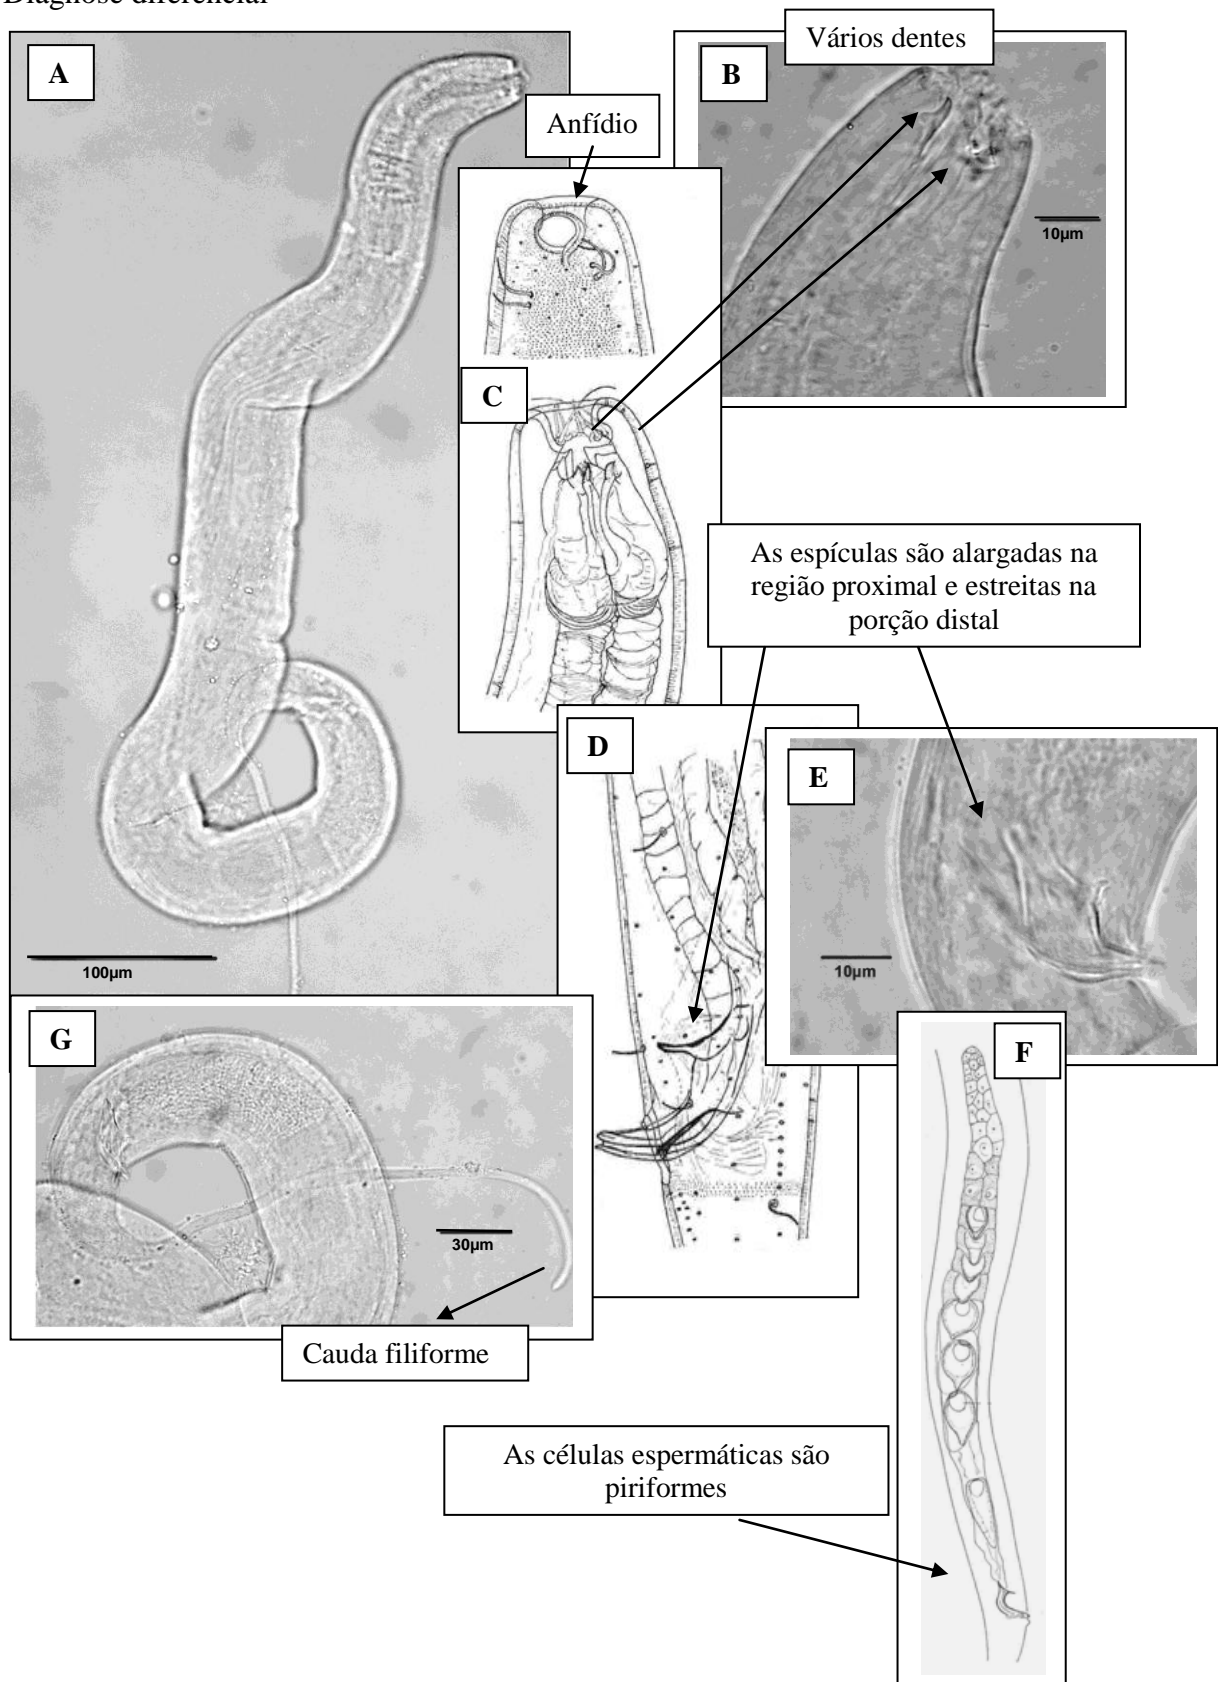 Diagnose diferencial
A
Anfídio
Vários dentes
B
10µm
C
As espículas são alargadas na
região proximal e estreitas na
porção distal
D
E
10µm
100µm
G
30µm
Cauda filiforme
F
As células espermáticas são
piriformes